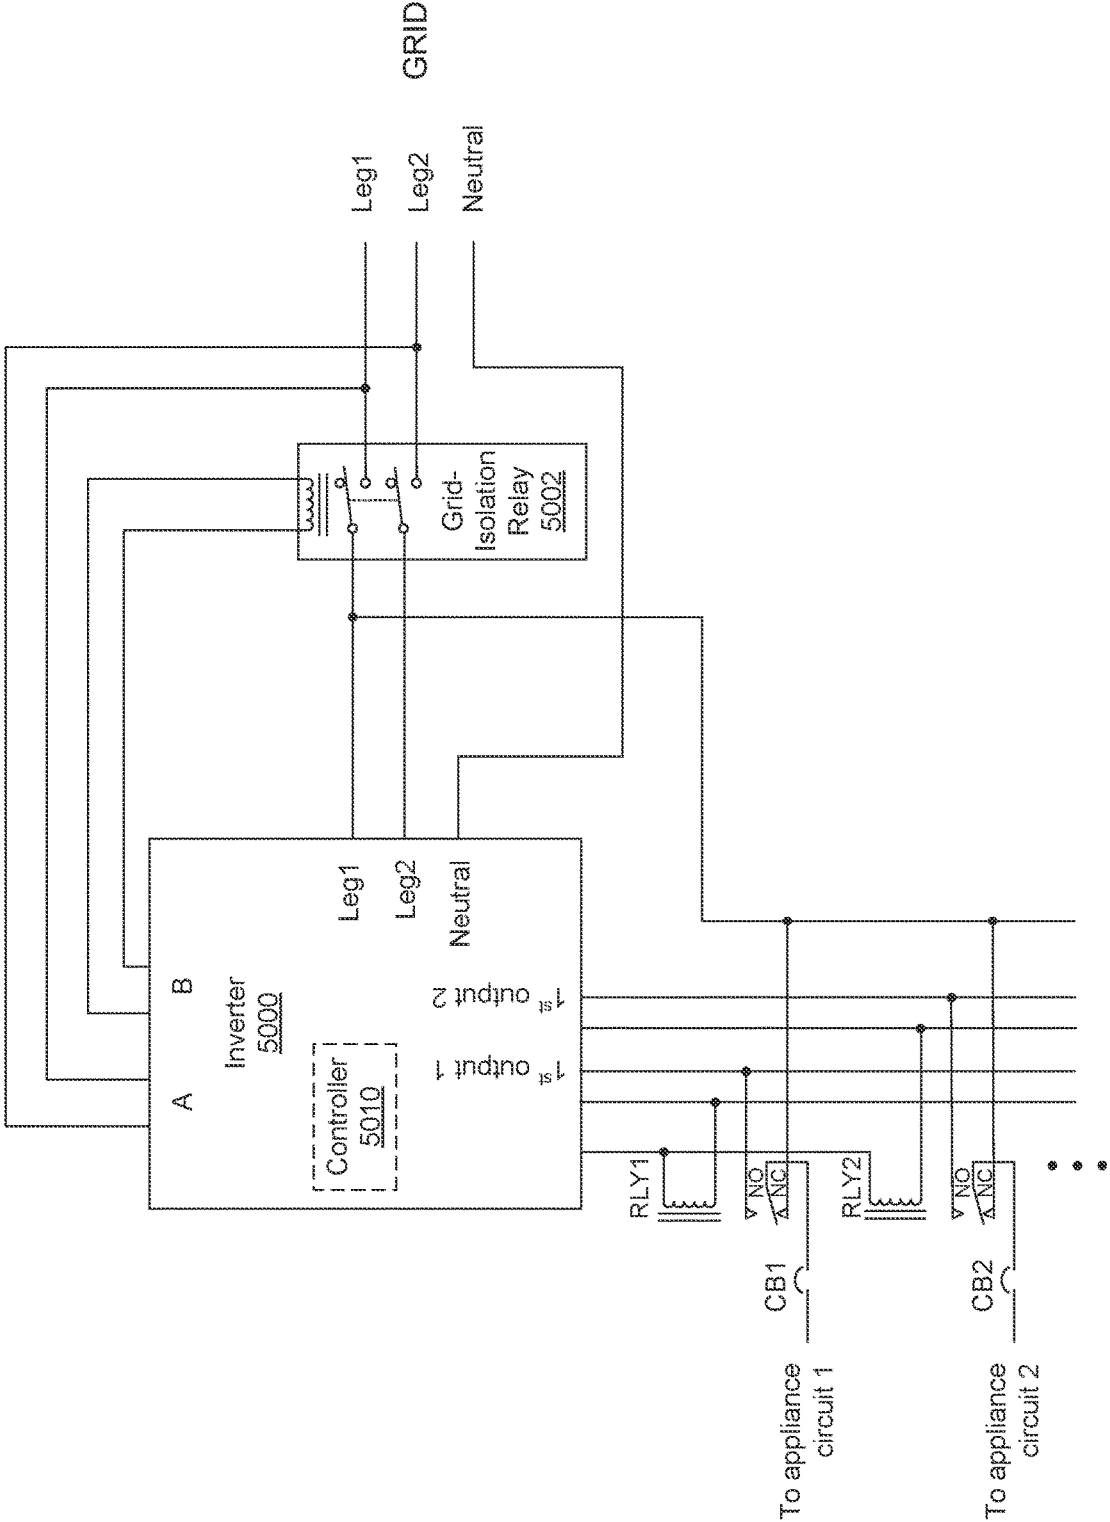 GRID
Leg1
Leg2
Neutral
Grid-
Isolation
Relay
5002
B
A
Inverter
5000
Controller
5010
Leg1
Leg2
Neutral
1st output 2
1st output 1
RLY1
NO
NC
CB1
To appliance
circuit 1
RLY2
NO
NC
CB2
To appliance
circuit 2